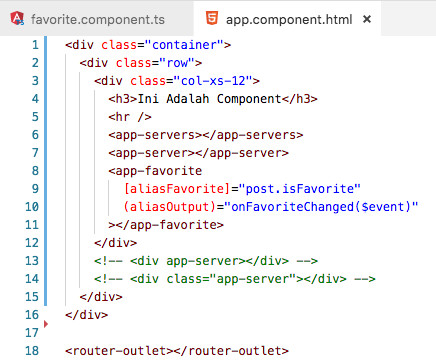 favorite.component.ts app.component.html ×
1 <div class="container">
2 <div class="row">
3 <div class="col-xs-12">
4 <h3>Ini Adalah Component</h3>
5 <hr />
6 <app-servers></app-servers>
7 <app-server></app-server>
8 <app-favorite
9 [aliasFavorite]="post.isFavorite"
10 (aliasOutput)="onFavoriteChanged($event)"
11 ></app-favorite>
12 </div>
13 <!-- <div app-server></div> -->
14 <!-- <div class="app-server"></div> -->
15 </div>
16 </div>
17
18 <router-outlet></router-outlet>